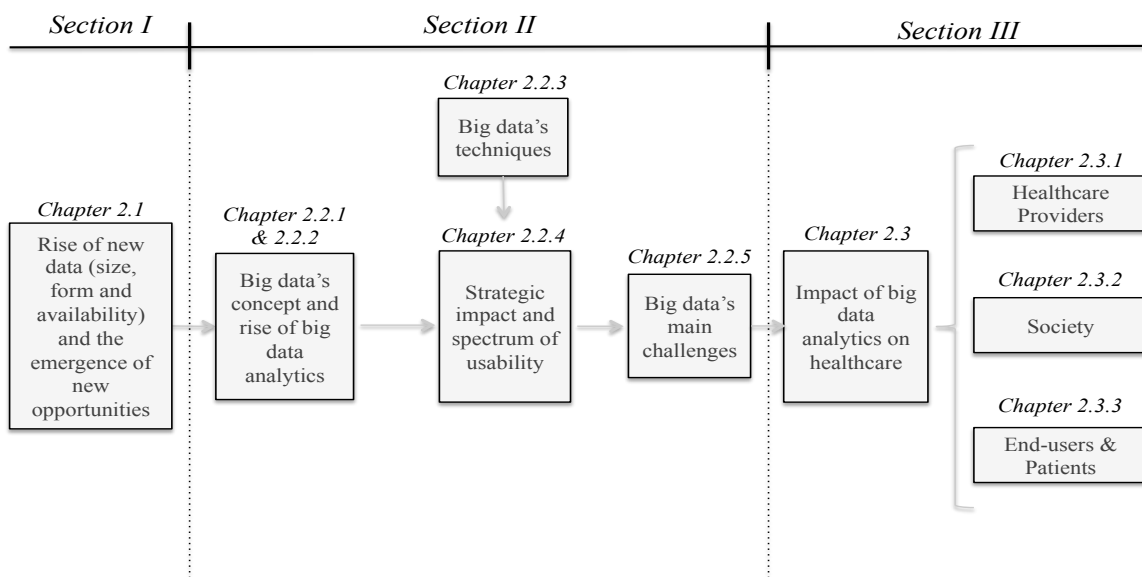 Section I
Section II
Section III
Chapter 2.1
Rise of new
data (size,
form and
availability)
and the
emergence of
new
opportunities
Chapter 2.2.1
& 2.2.2
Big data’s
concept and
rise of big
data
analytics
Chapter 2.2.3
Big data’s
techniques
Chapter 2.2.4
Strategic
impact and
spectrum of
usability
Chapter 2.2.5
Big data’s
main
challenges
Chapter 2.3
Impact of big
data
analytics on
healthcare
Chapter 2.3.1
Healthcare
Providers
Chapter 2.3.2
Society
Chapter 2.3.3
End-users &
Patients